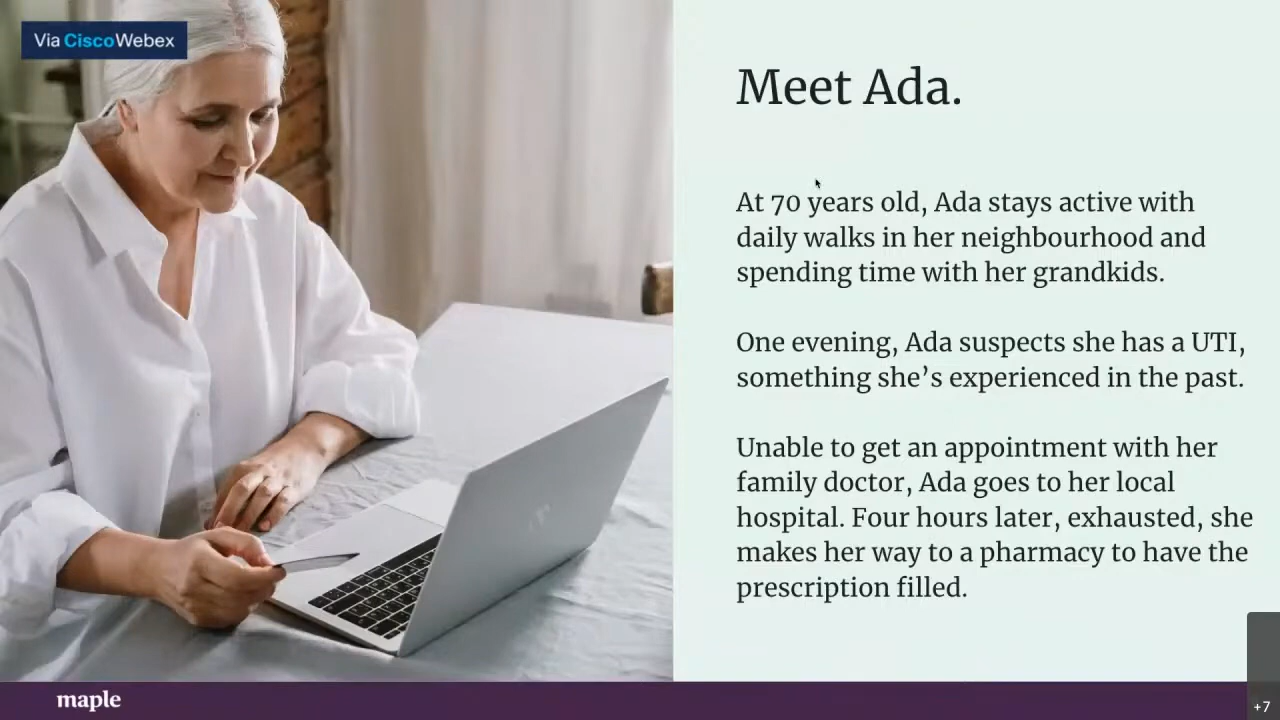 Via Cisco Webex
Meet Ada.
At 70 years old, Ada stays active with
daily walks in her neighbourhood and
spending time with her grandkids.
One evening, Ada suspects she has a UTI,
something she’s experienced in the past.
Unable to get an appointment with her
family doctor, Ada goes to her local
hospital. Four hours later, exhausted, she
makes her way to a pharmacy to have the
prescription filled.
maple
+7